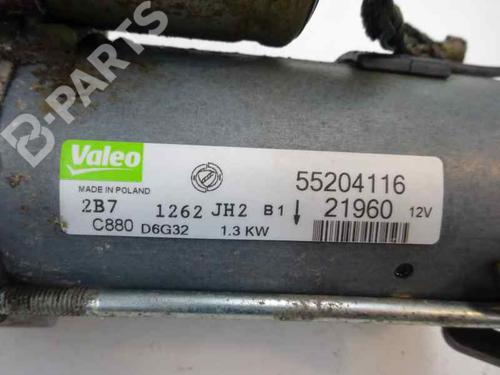 B-PARTS
Valeo
MADE IN POLAND
55204116
2B7 1262 JH2 B1 21960 12V
C880 D6G32 1.3 KW